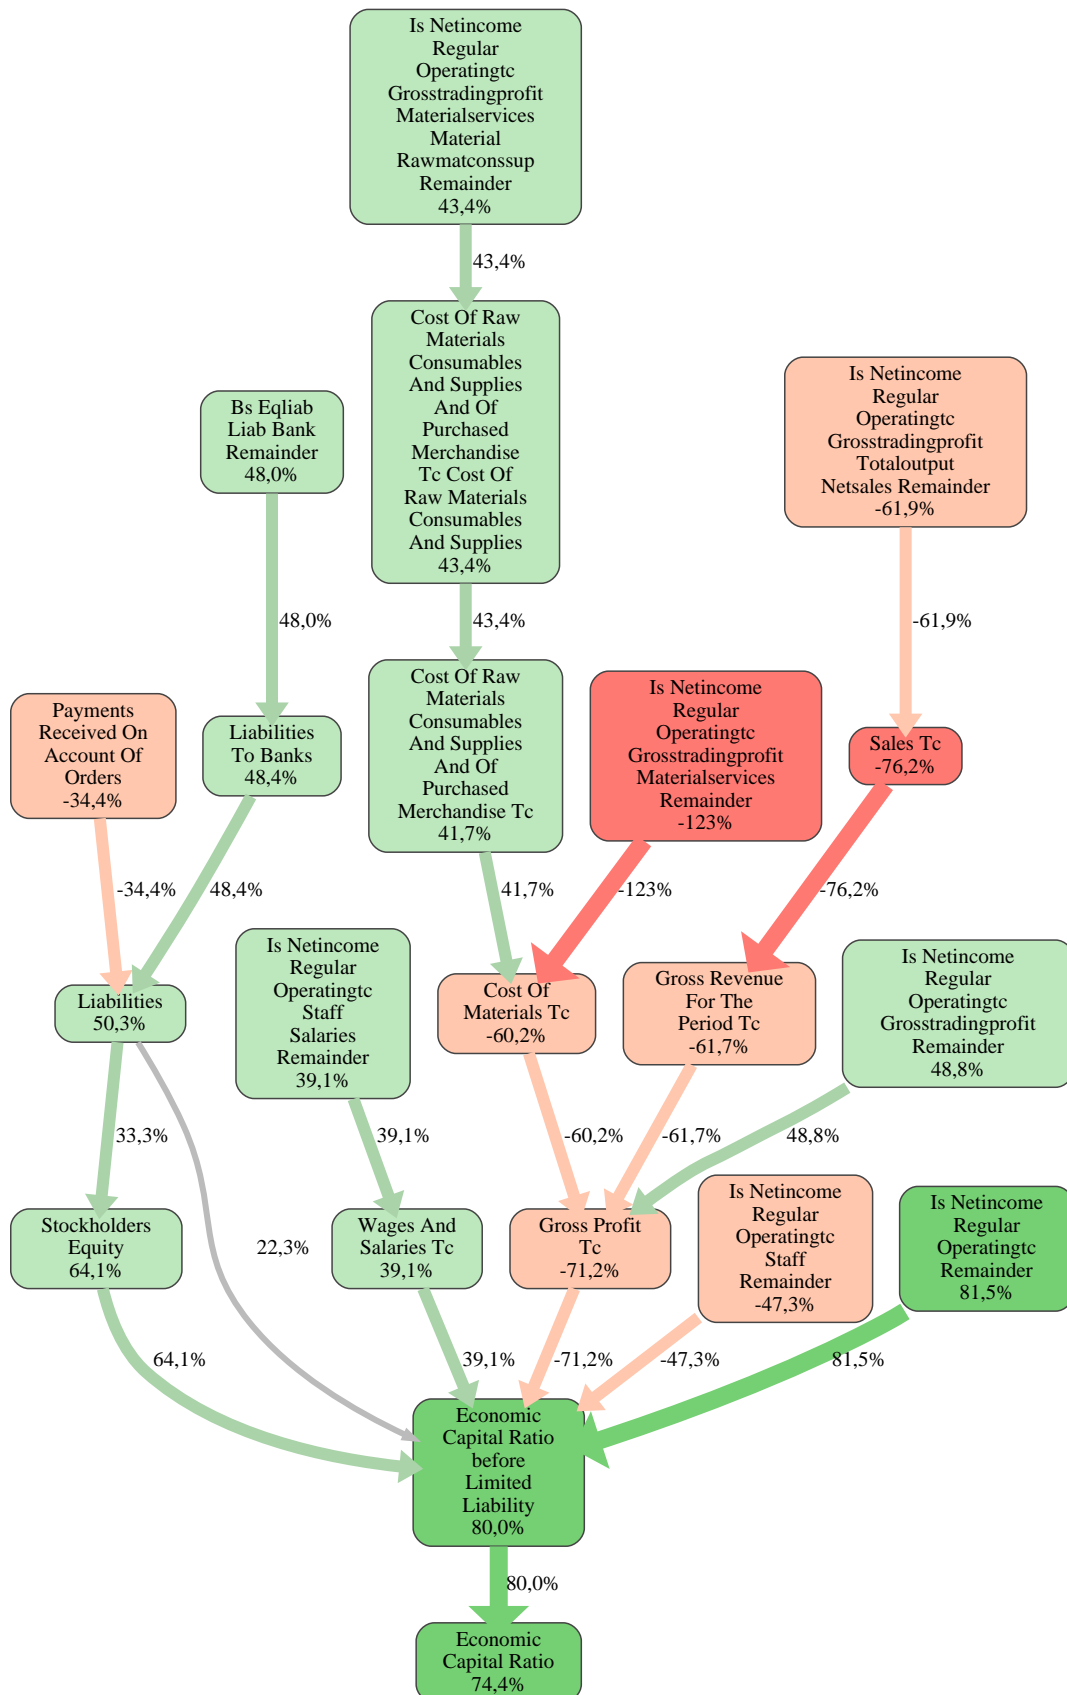 Is Netincome
Regular
Operatingtc
Grosstradingprofit
Materialservices
Material
Rawmatconssup
Remainder
43,4%
43,4%
Cost Of Raw
Materials
Consumables
And Supplies
And Of
Purchased
Merchandise
Tc Cost Of
Raw Materials
Consumables
And Supplies
43,4%
Is Netincome
Regular
Operatingtc
Grosstradingprofit
Totaloutput
Netsales Remainder
-61,9%
Bs Eqliab
Liab Bank
Remainder
48,0%
48,0%
43,4%
-61,9%
Payments
Received On
Account Of
Orders
-34,4%
Liabilities
To Banks
48,4%
Cost Of Raw
Materials
Consumables
And Supplies
And Of
Purchased
Merchandise Tc
41,7%
Is Netincome
Regular
Operatingtc
Grosstradingprofit
Materialservices
Remainder
-123%
Sales Tc
-76,2%
-34,4%
48,4%
41,7%
-123%
-76,2%
Liabilities
50,3%
Is Netincome
Regular
Operatingtc
Staff
Salaries
Remainder
39,1%
Cost Of
Materials Tc
-60,2%
Gross Revenue
For The
Period Tc
-61,7%
Is Netincome
Regular
Operatingtc
Grosstradingprofit
Remainder
48,8%
33,3%
39,1%
-60,2%
-61,7%
48,8%
Stockholders
Equity
64,1%
22,3%
Wages And
Salaries Tc
39,1%
Gross Profit
Tc
-71,2%
Is Netincome
Regular
Operatingtc
Staff
Remainder
-47,3%
Is Netincome
Regular
Operatingtc
Remainder
81,5%
64,1%
39,1%
-71,2%
-47,3%
81,5%
Economic
Capital Ratio
before
Limited
Liability
80,0%
80,0%
Economic
Capital Ratio
74,4%